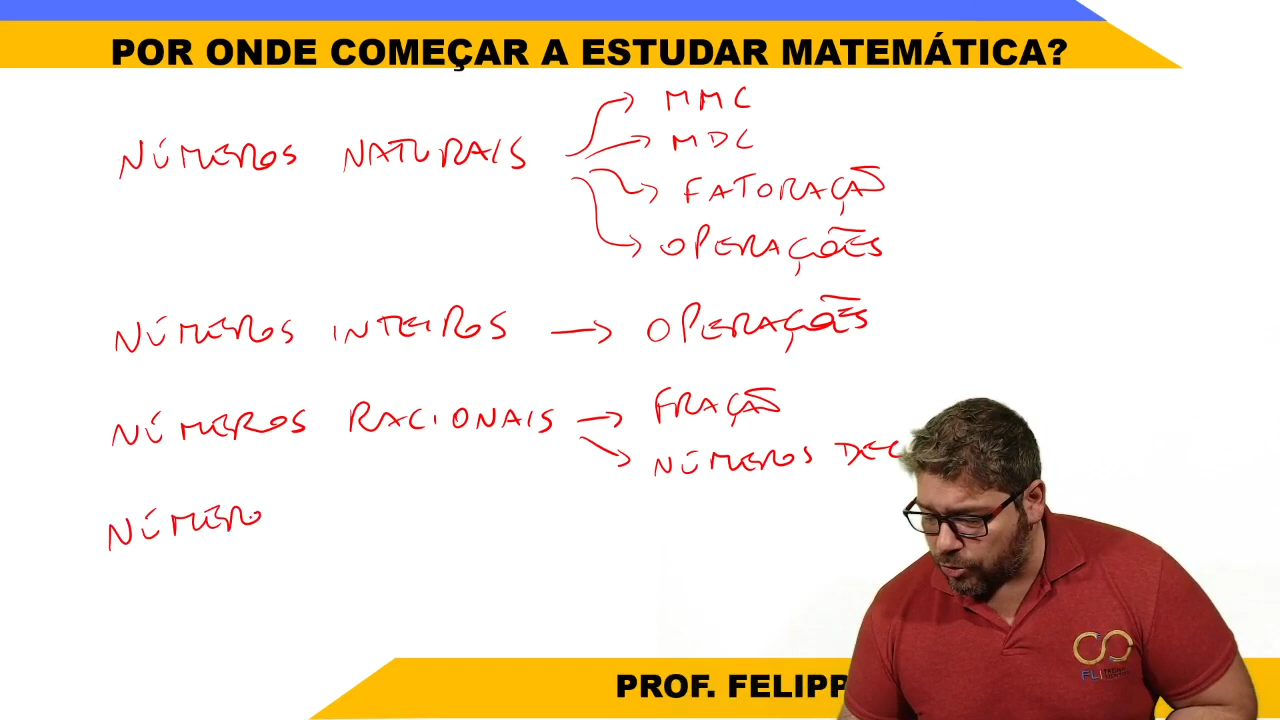 POR ONDE COMEÇAR A ESTUDAR MATEMÁTICA?
MMC
NÚMEROS NATURAIS
MDC
FATORAÇÃO
OPERAÇÕES
NÚMEROS INTEIROS → OPERAÇÕES
NÚMEROS RACIONAIS → FRAÇÃO
NÚMEROS DEC
NÚMERO
PROF. FELIPP